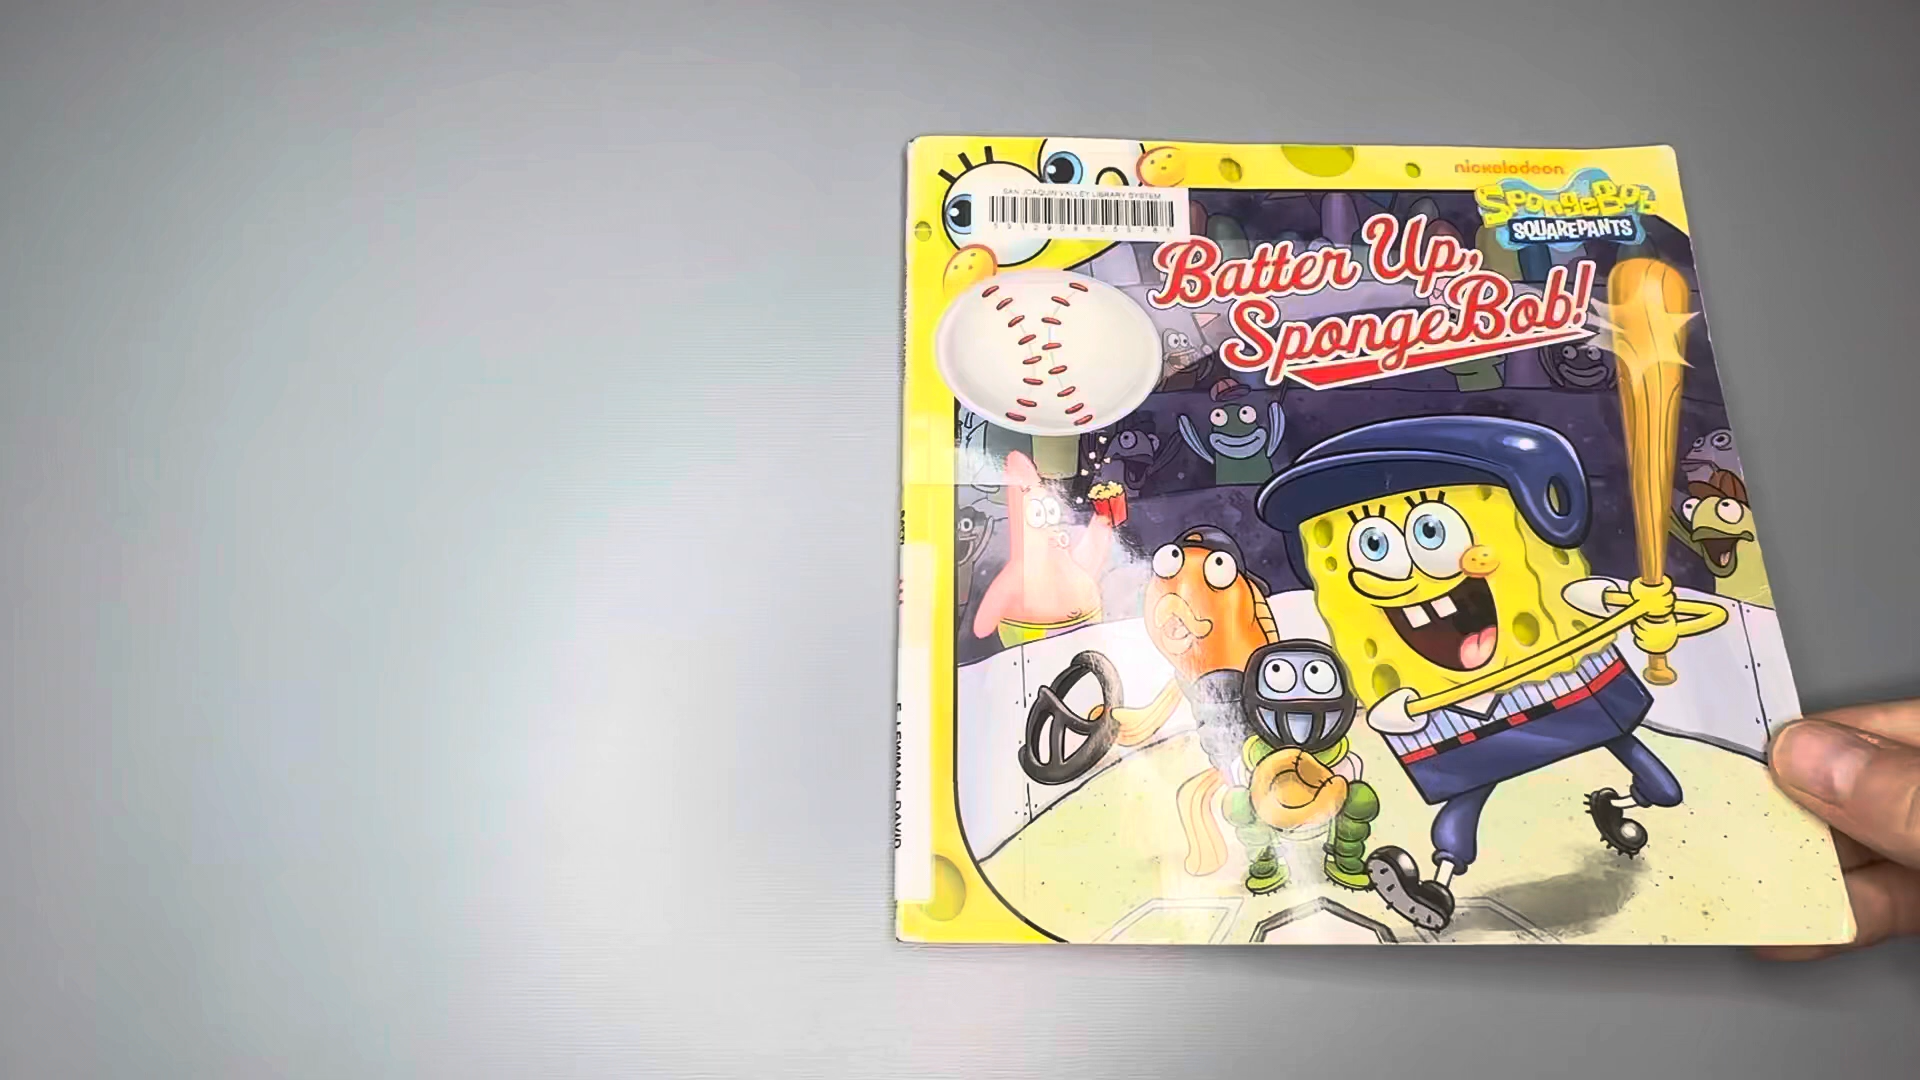 nickelodeon
SpongeBob
SQUAREPANTS
SAN JOAQUIN VALLEY LIBRARY SYSTEM
Batter Up,
SpongeBob!
E LEWMAN, DAVID